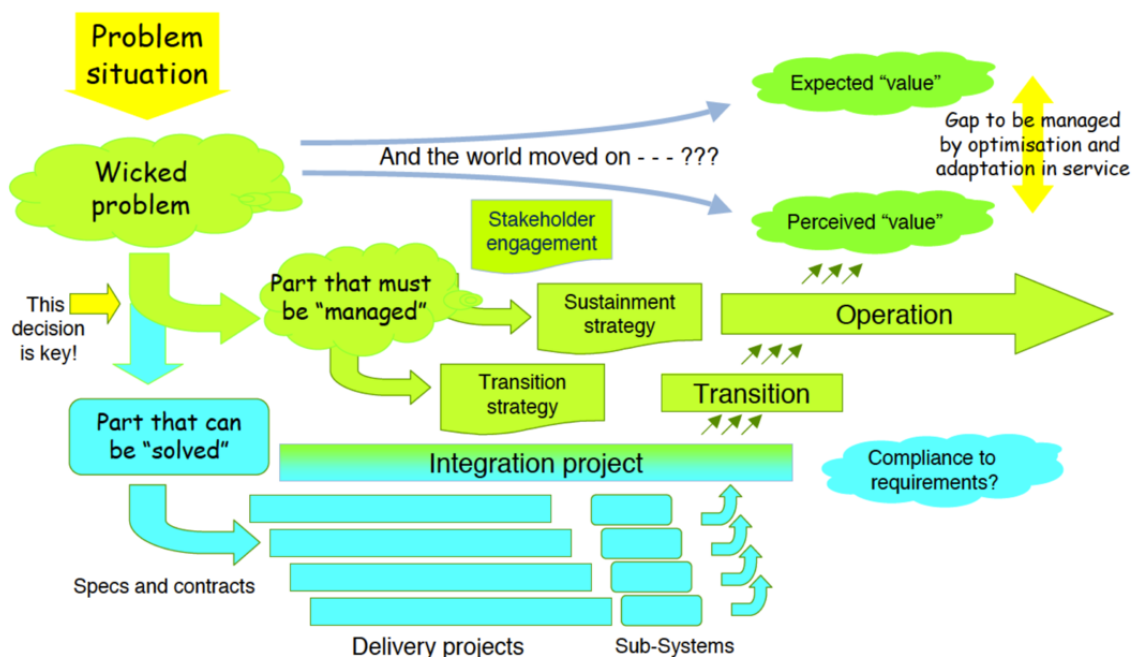 Problem
situation
Expected “value”
Gap to be managed
by optimisation and
adaptation in service
And the world moved on - - - ???
Wicked
problem
Perceived “value”
Stakeholder
engagement
Part that must
be “managed”
This
decision
is key!
Sustainment
strategy
Operation
Transition
strategy
Transition
Part that can
be “solved”
Integration project
Compliance to
requirements?
Specs and contracts
Delivery projects
Sub-Systems